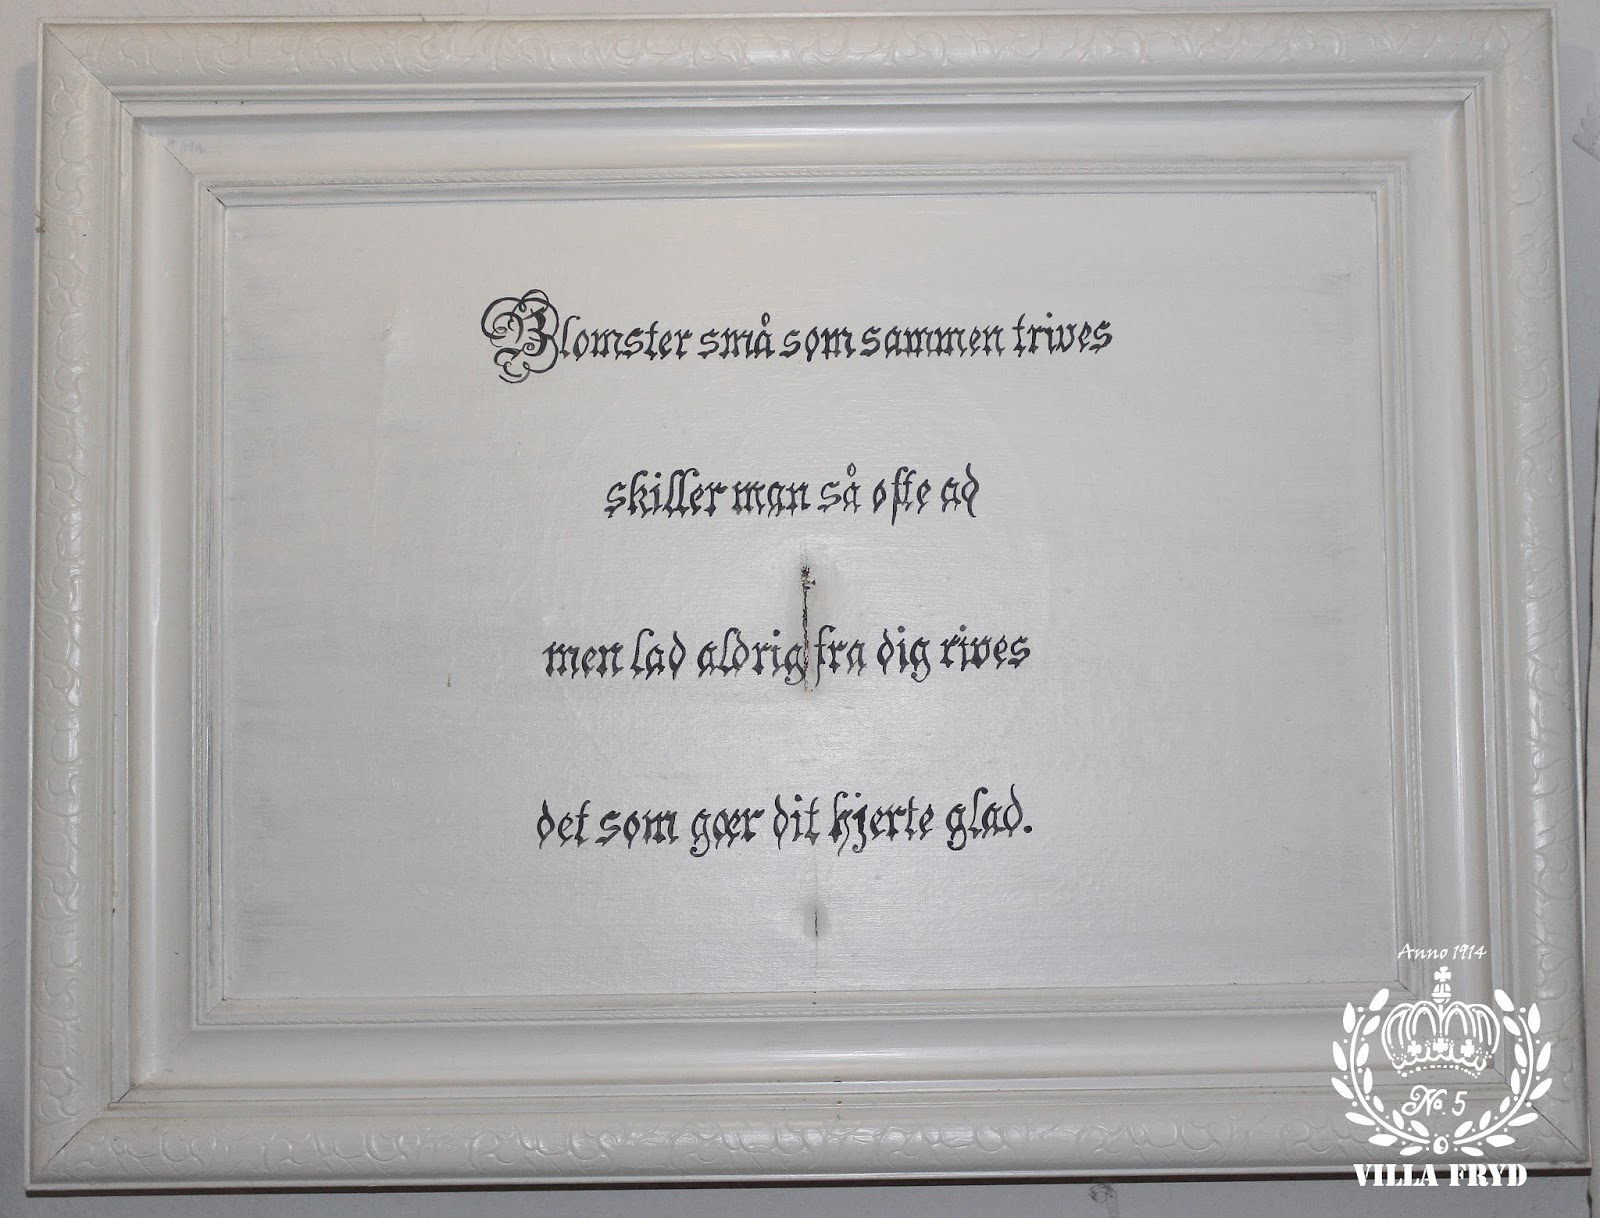 Blomster små som sammen trives
skiller man så ofte ad
men lad aldrig fra dig rives
det som gær dit hjerte glad.
Anno 1914
No. 5
VILLA FRYD